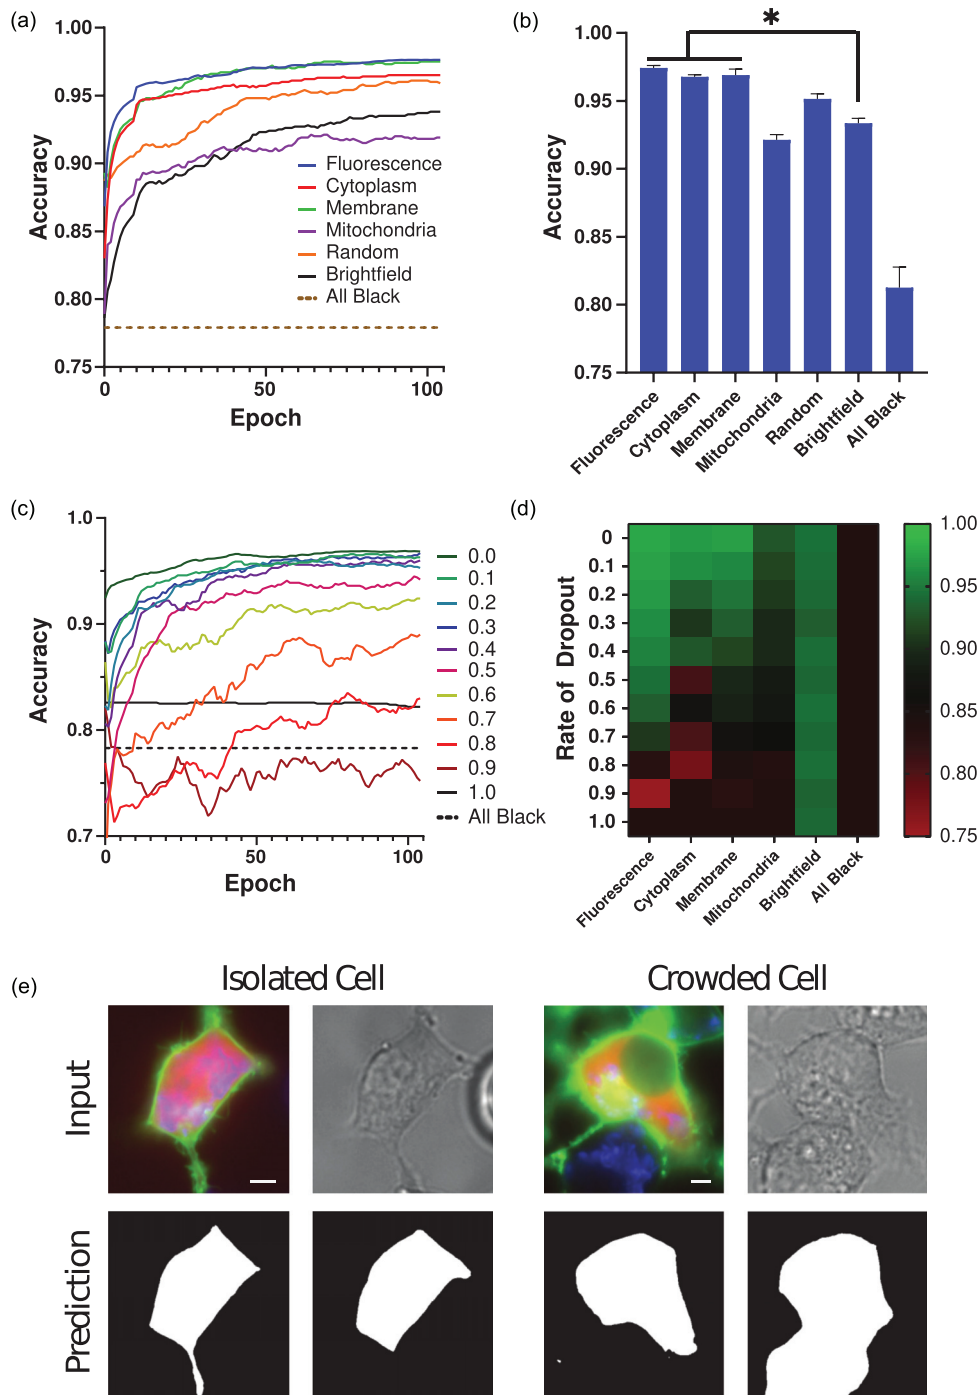 (a)
1.00
0.95
0.90
0.85
0.80
0.75
Accuracy
0
50
100
Epoch
Fluorescence
Cytoplasm
Membrane
Mitochondria
Random
Brightfield
All Black
(b)
*
1.00
0.95
0.90
0.85
0.80
0.75
Accuracy
Fluorescence
Cytoplasm
Membrane
Mitochondria
Random
Brightfield
All Black
(c)
1.0
0.9
0.8
0.7
Accuracy
0
50
100
Epoch
0.0
0.1
0.2
0.3
0.4
0.5
0.6
0.7
0.8
0.9
1.0
All Black
(d)
Rate of Dropout
0
0.1
0.2
0.3
0.4
0.5
0.6
0.7
0.8
0.9
1.0
Fluorescence
Cytoplasm
Membrane
Mitochondria
Brightfield
All Black
1.00
0.95
0.90
0.85
0.80
0.75
(e)
Isolated Cell
Crowded Cell
Input
Prediction